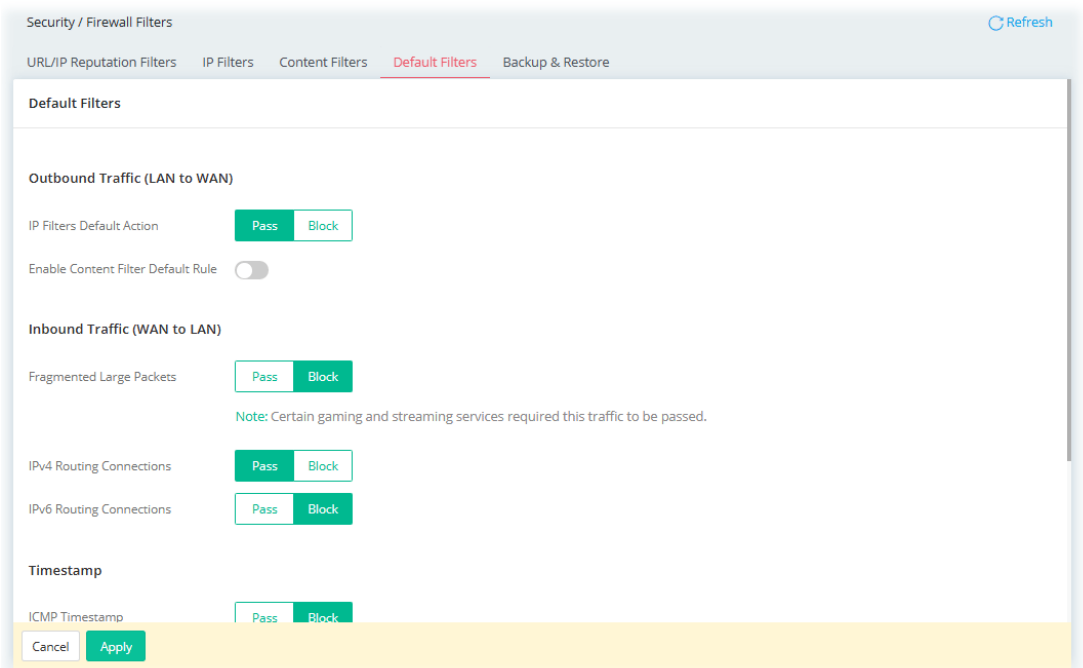 Security / Firewall Filters
Refresh
URL/IP Reputation Filters IP Filters Content Filters Default Filters Backup & Restore
Default Filters
Outbound Traffic (LAN to WAN)
IP Filters Default Action Pass Block
Enable Content Filter Default Rule
Inbound Traffic (WAN to LAN)
Fragmented Large Packets Pass Block
Note: Certain gaming and streaming services required this traffic to be passed.
IPv4 Routing Connections Pass Block
IPv6 Routing Connections Pass Block
Timestamp
ICMP Timestamp Pass Block
Cancel Apply